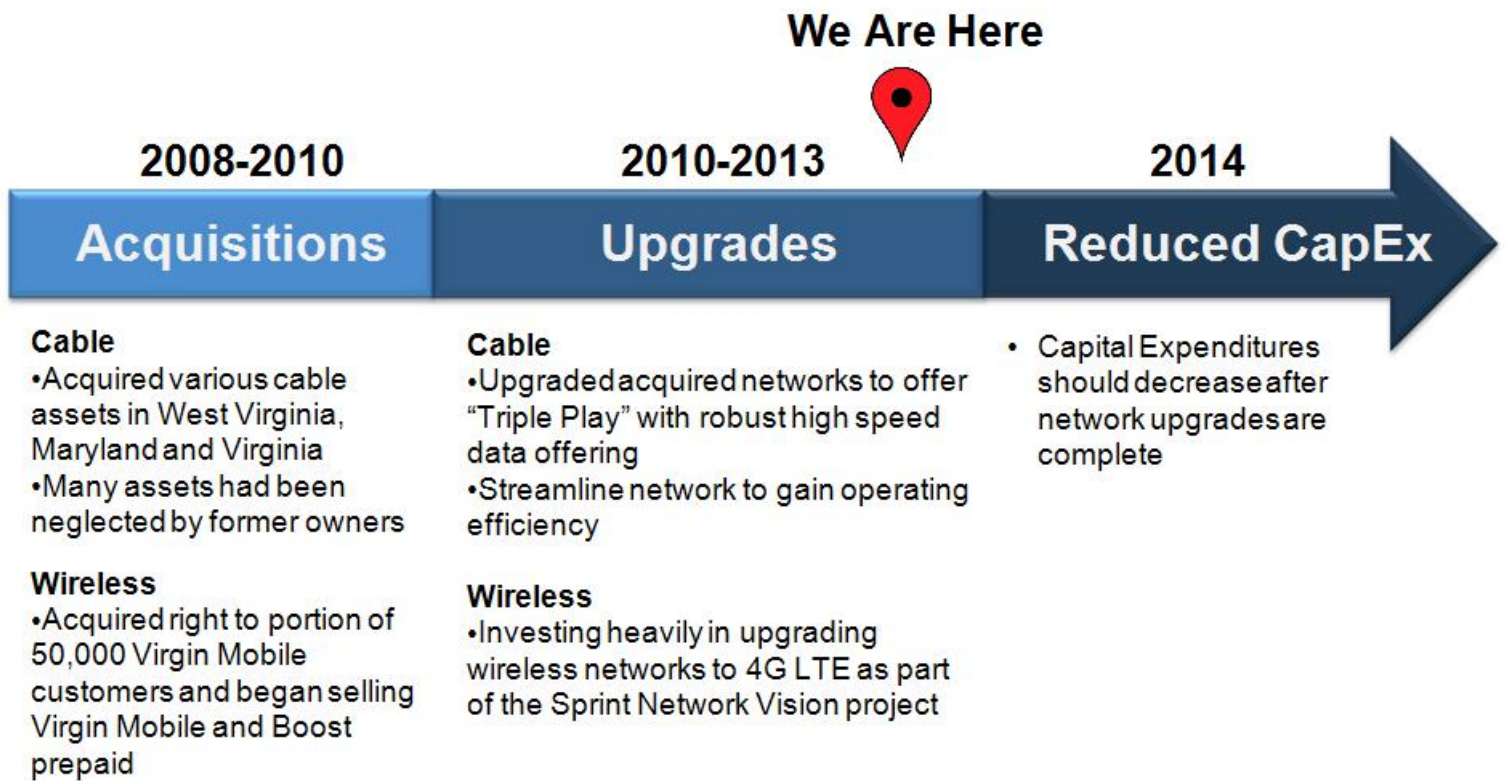 We Are Here
2008-2010
2010-2013
2014
Acquisitions
Upgrades
Reduced CapEx
Cable
•Acquired various cable
assets in West Virginia,
Maryland and Virginia
•Many assets had been
neglected by former owners
Wireless
•Acquired right to portion of
50,000 Virgin Mobile
customers and began selling
Virgin Mobile and Boost
prepaid
Cable
•Upgraded acquired networks to offer
“Triple Play” with robust high speed
data offering
•Streamline network to gain operating
efficiency
Wireless
•Investing heavily in upgrading
wireless networks to 4G LTE as part
of the Sprint Network Vision project
• Capital Expenditures
should decrease after
network upgrades are
complete